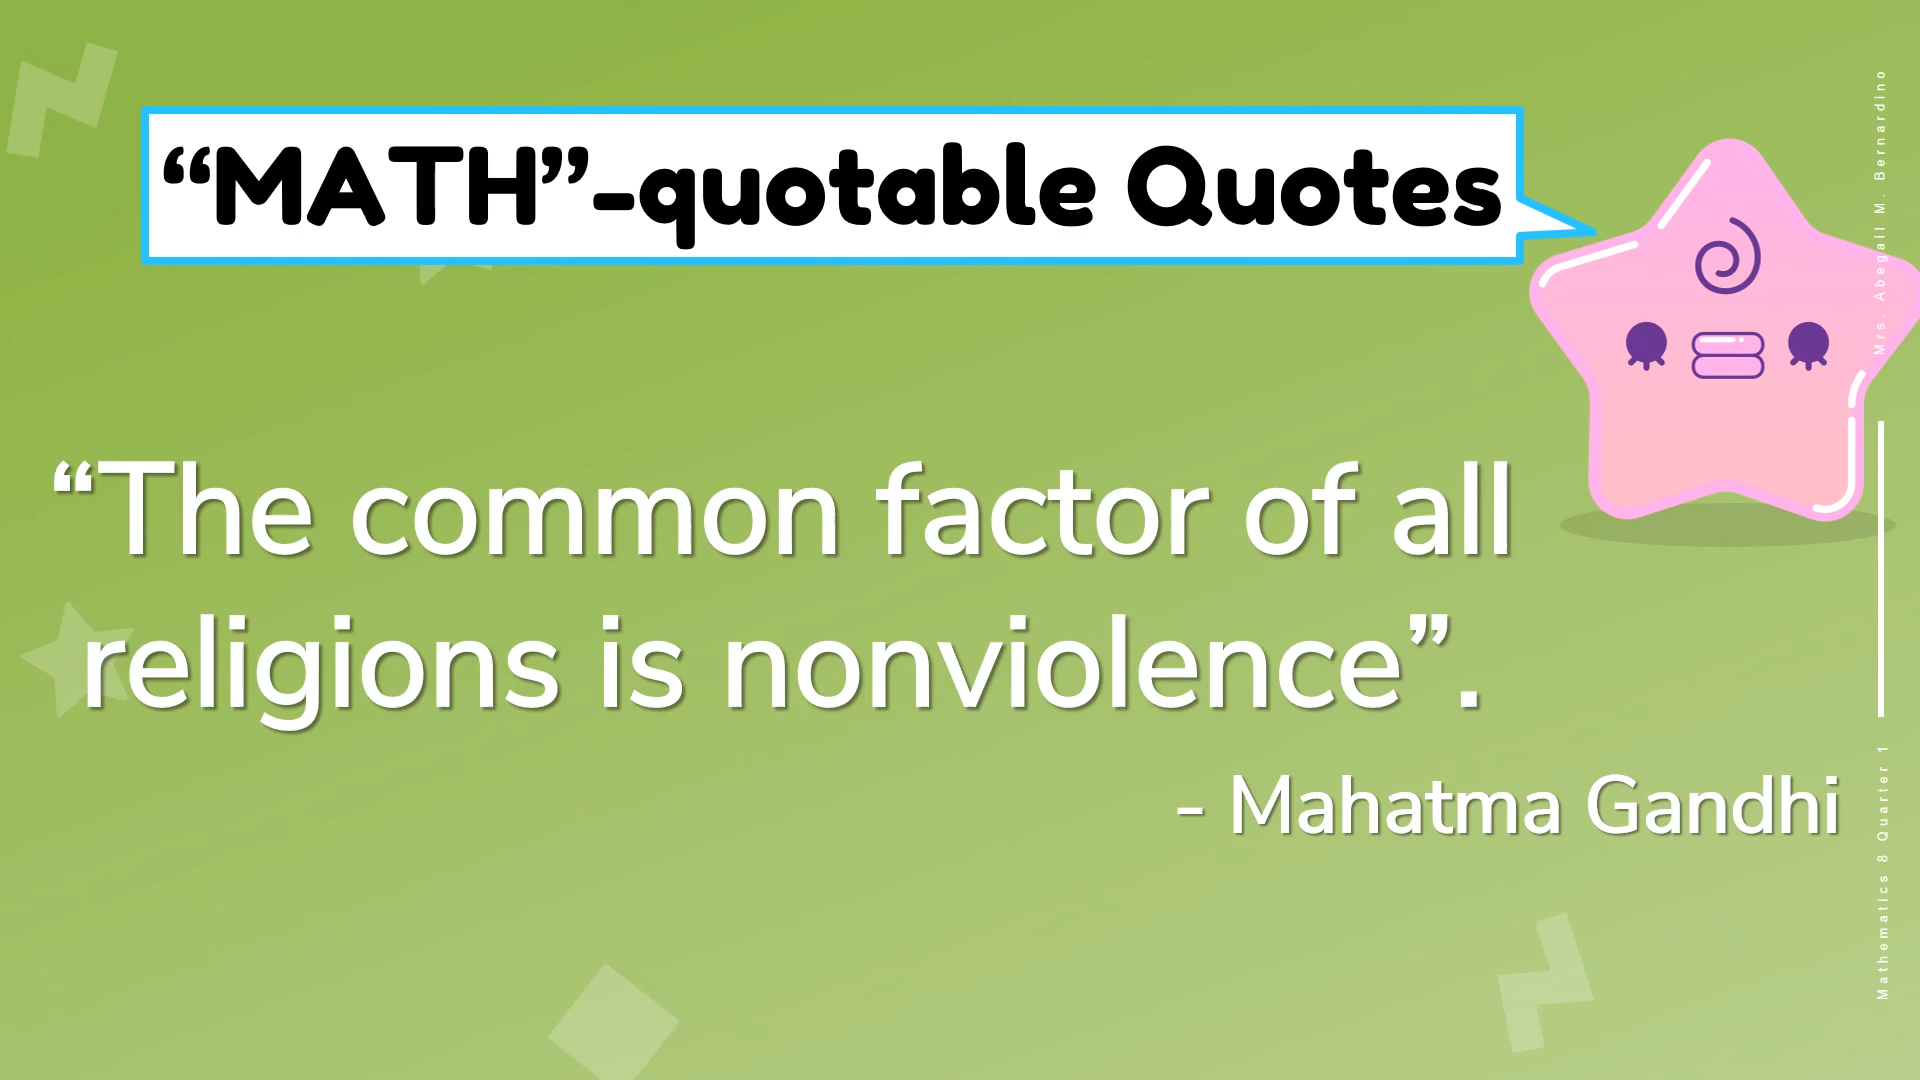 “MATH”-quotable Quotes
“The common factor of all
religions is nonviolence”.
- Mahatma Gandhi
Mrs. Abegail M. Bernardino
Mathematics 8 Quarter 1